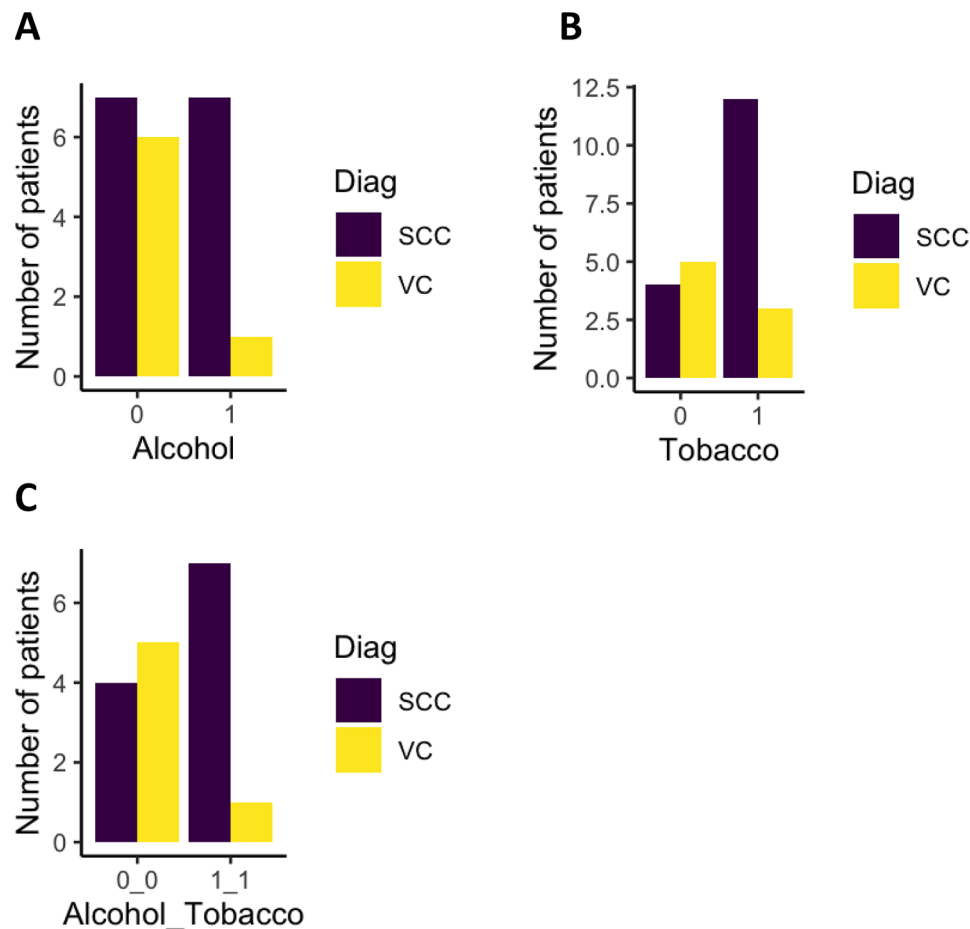 A
Number of patients
6
4
2
0
0 1
Alcohol
Diag
SCC
VC
B
Number of patients
12.5
10.0
7.5
5.0
2.5
0.0
0 1
Tobacco
Diag
SCC
VC
C
Number of patients
6
4
2
0
0_0 1_1
Alcohol_Tobacco
Diag
SCC
VC